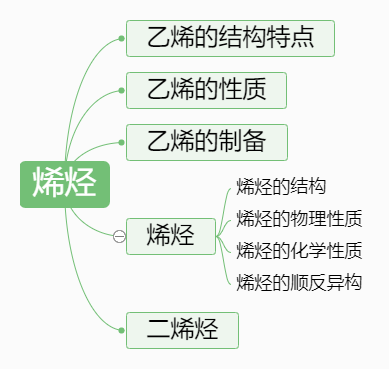 乙烯的结构特点
乙烯的性质
乙烯的制备
烯烃
烯烃
烯烃的结构
烯烃的物理性质
烯烃的化学性质
烯烃的顺反异构
二烯烃